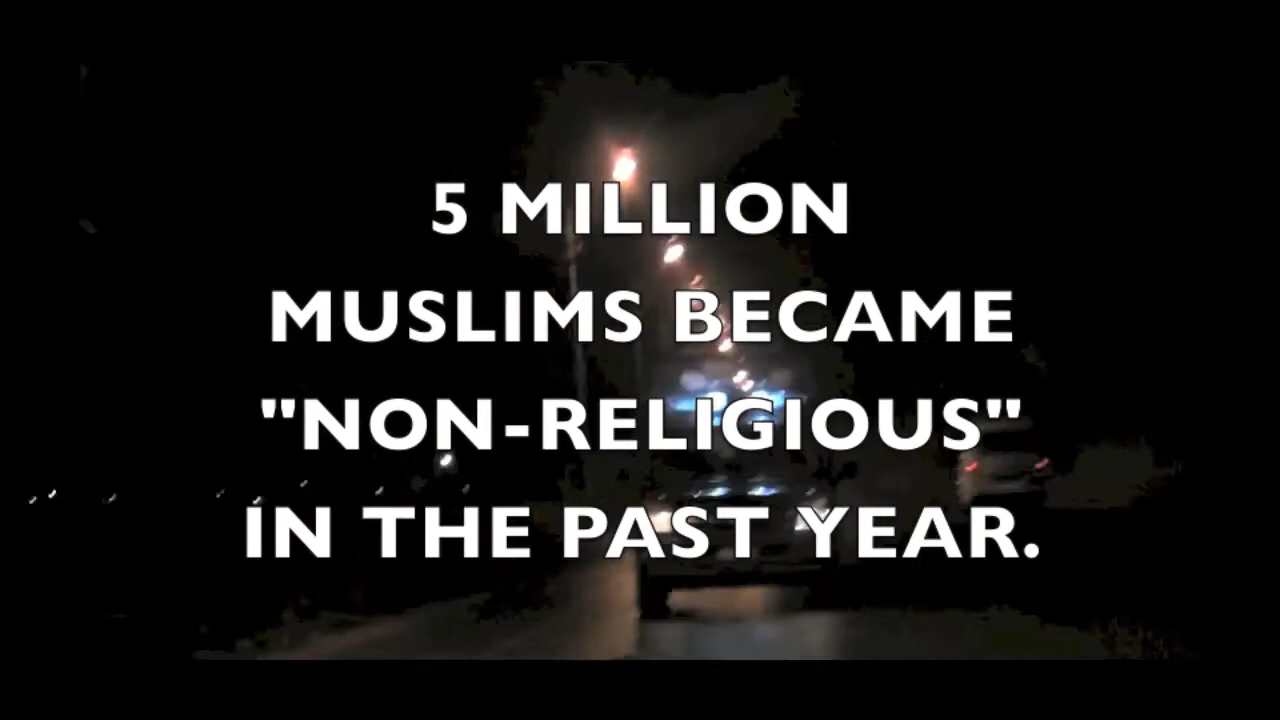 5 MILLION
MUSLIMS BECAME
"NON-RELIGIOUS"
IN THE PAST YEAR.